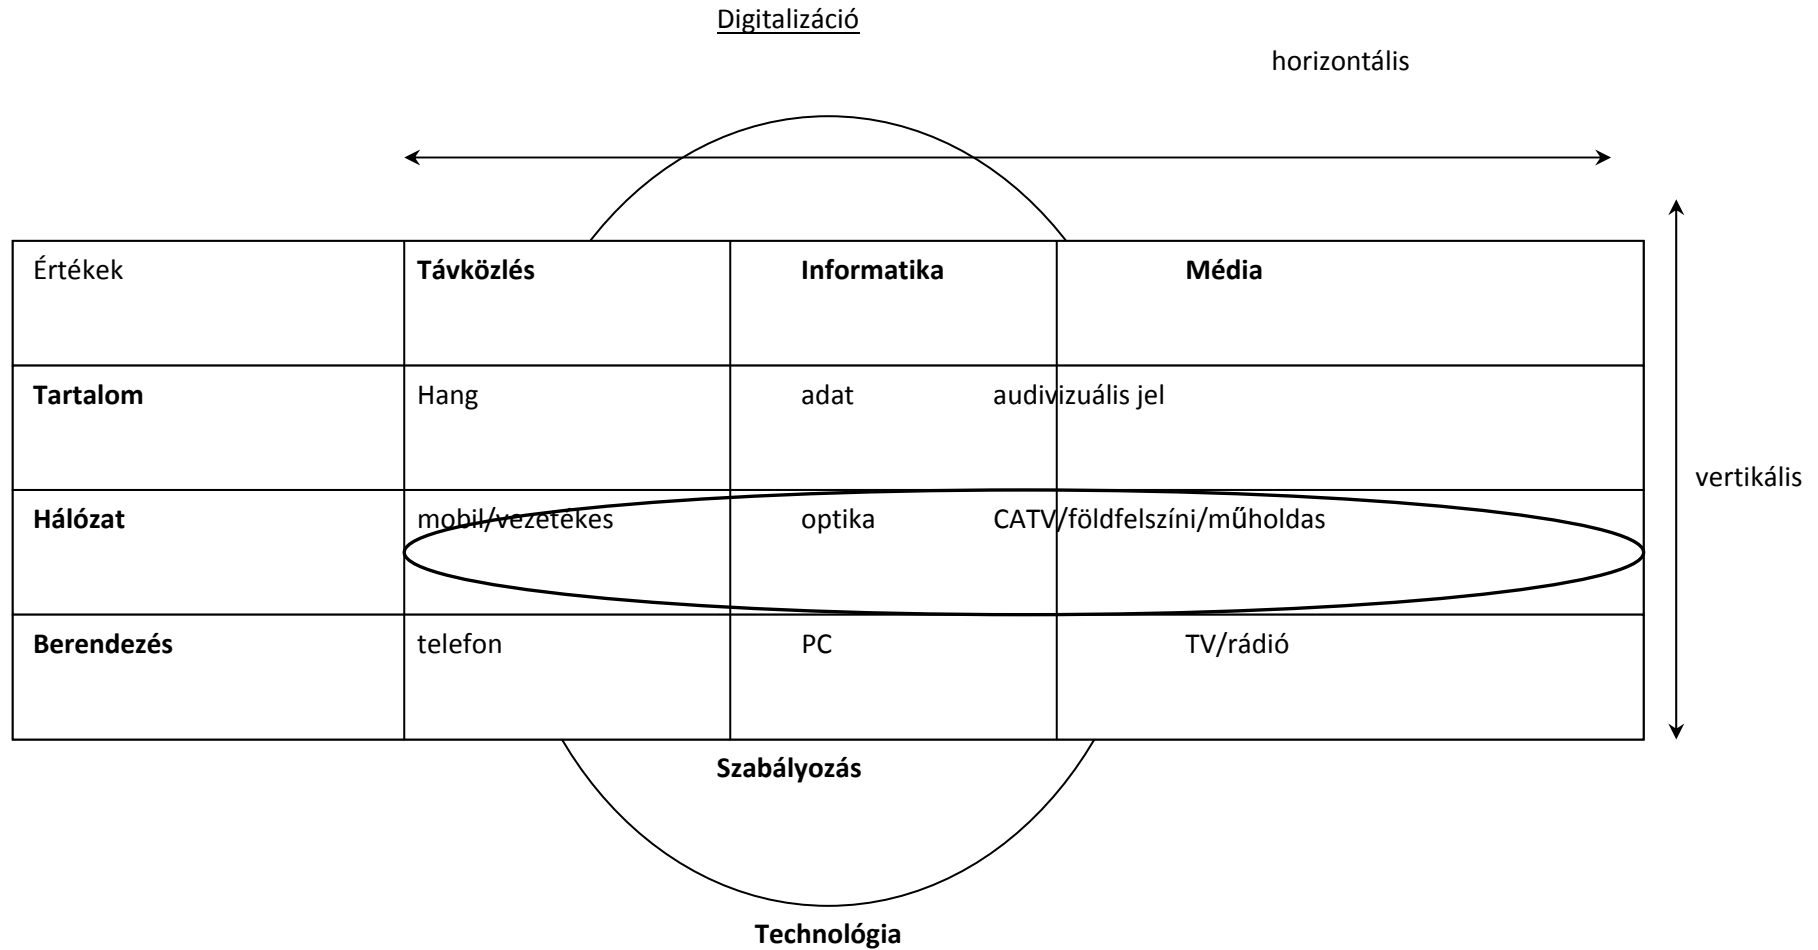 Digitalizáció
horizontális
Értékek Távközlés Informatika Média
Tartalom Hang adat audivizuális jel
vertikális
Hálózat mobil/vezetékes optika CATV/földfelszíni/műholdas
Berendezés telefon PC TV/rádió
Szabályozás
Technológia